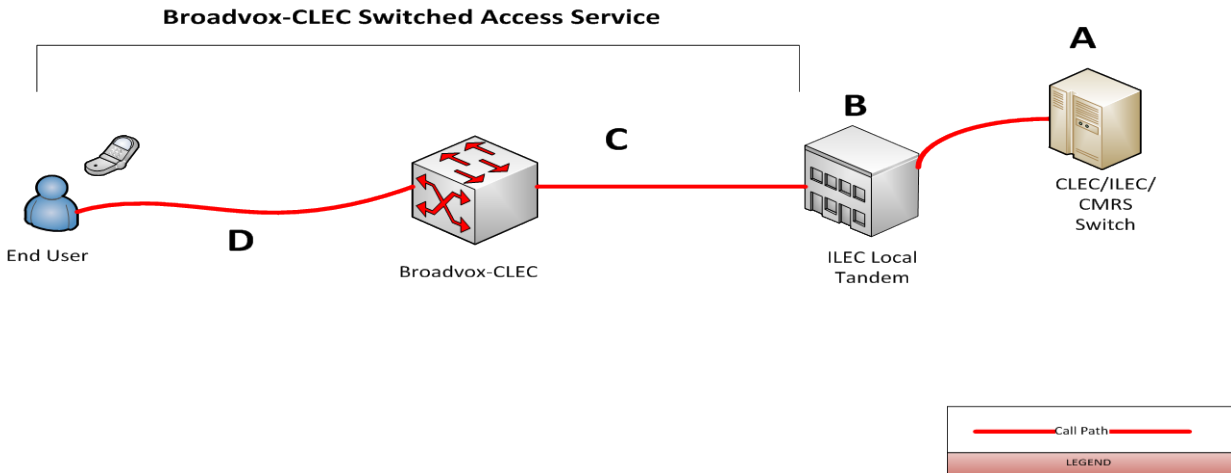 Broadvox-CLEC Switched Access Service
A
B
C
CLEC/ILEC/
CMRS
Switch
D
End User
Broadvox-CLEC
ILEC Local
Tandem
Call Path
LEGEND